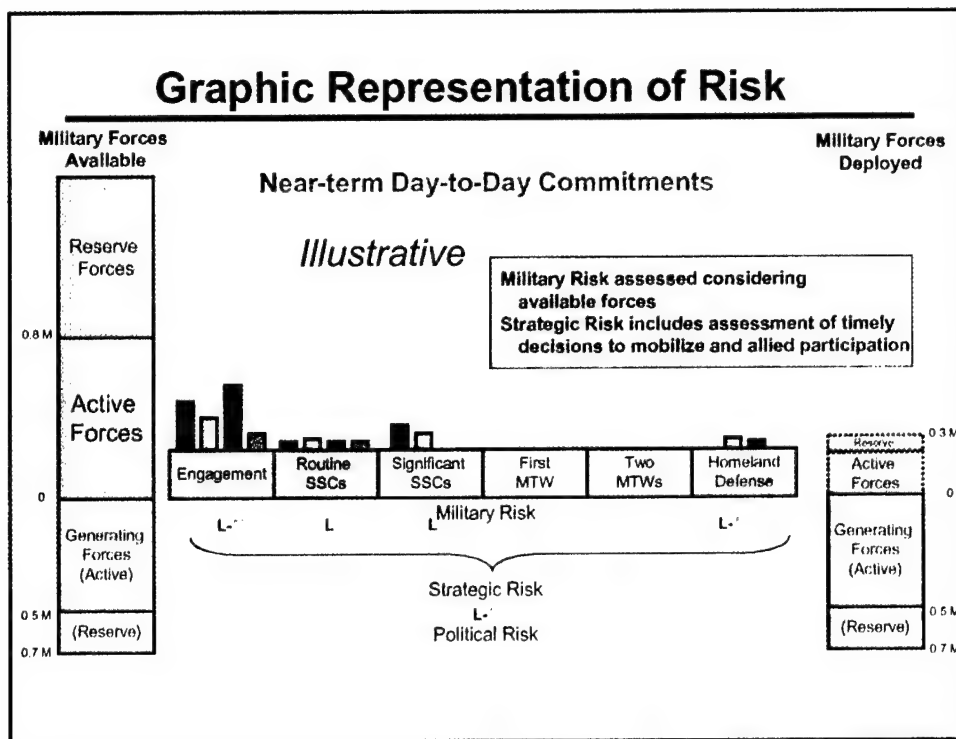 Graphic Representation of Risk
Military Forces
Available
Military Forces
Deployed
Near-term Day-to-Day Commitments
Illustrative
Military Risk assessed considering
available forces
Strategic Risk includes assessment of timely
decisions to mobilize and allied participation
Reserve
Forces
0.8 M
Active
Forces
0
Generating
Forces
(Active)
0.5 M
(Reserve)
0.7 M
Engagement
Routine
SSCs
Significant
SSCs
First
MTW
Two
MTWs
Homeland
Defense
Military Risk
L
L
Strategic Risk
Political Risk
0.3 M
Reserve
Active
Forces
0
Generating
Forces
(Active)
0.5 M
(Reserve)
0.7 M